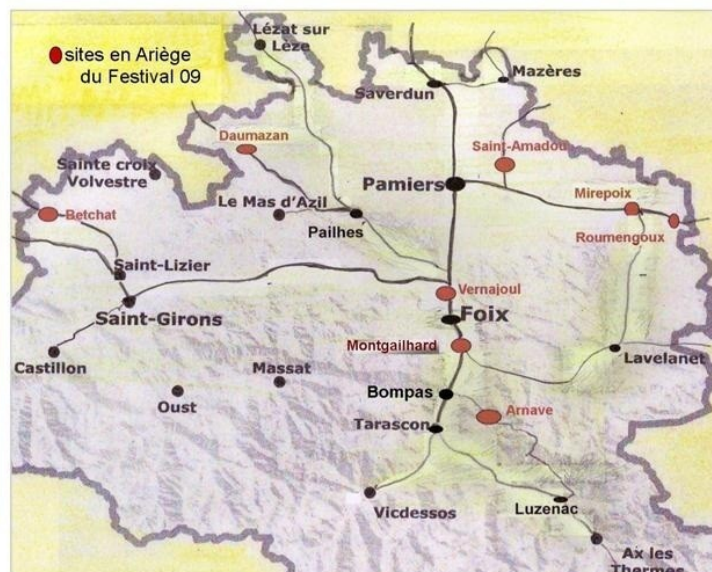 sites en Ariège
du Festival 09
Lézat sur
Lèze
Saverdun
Mazères
Daumazan
Saint-Amadou
Sainte croix
Volvestre
Pamiers
Le Mas d'Azil
Mirepoix
Betchat
Pailhés
Roumengoux
Saint-Lizier
Vernajoul
Saint-Girons
Foix
Montgailhard
Lavelanet
Castillon
Massat
Oust
Bompas
Arnave
Tarascon
Vicdessos
Luzenac
Ax les
Thermes